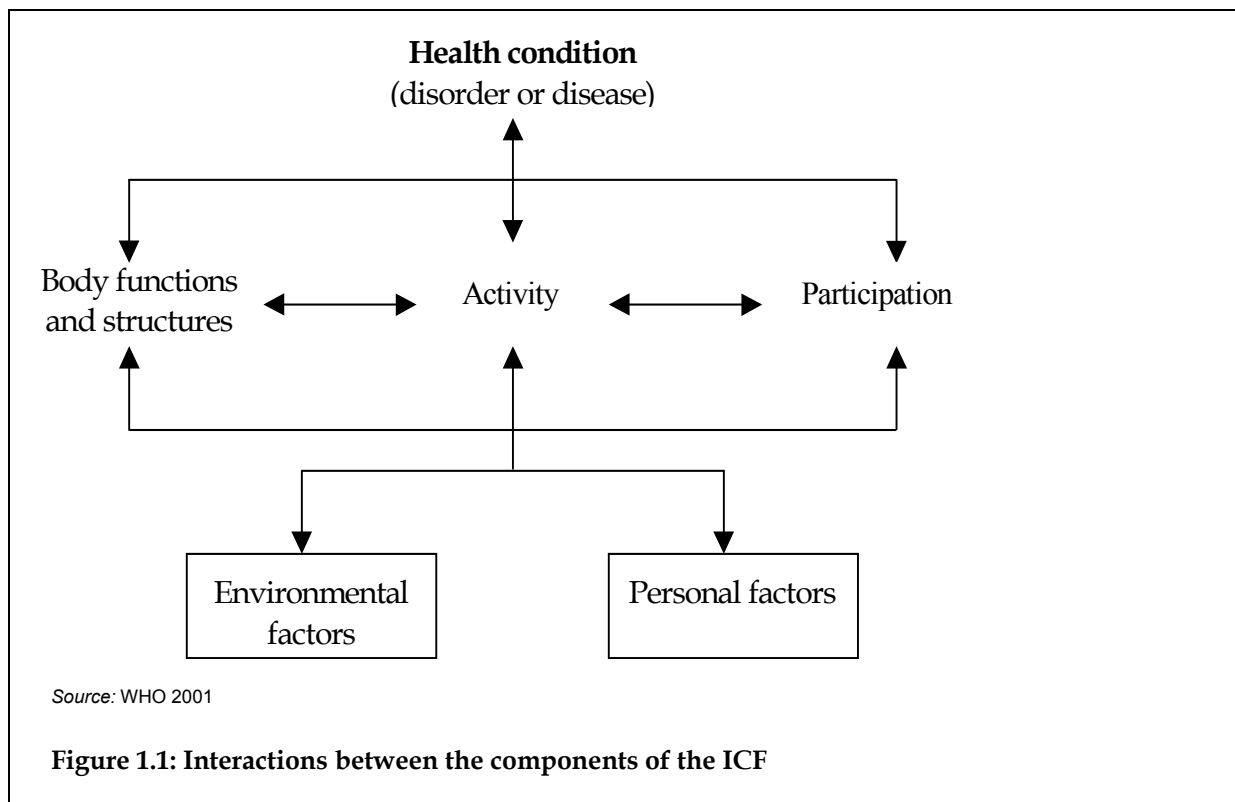 Health condition
(disorder or disease)
Body functions
and structures
Activity
Participation
Environmental
factors
Personal factors
Source: WHO 2001
Figure 1.1: Interactions between the components of the ICF